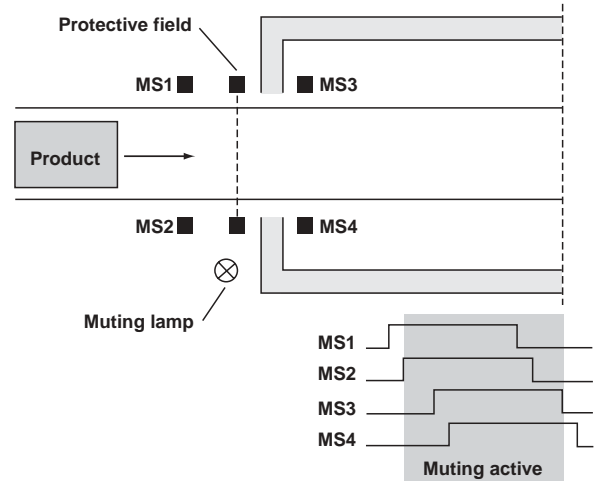 Protective field
MS1
MS3
Product
MS2
MS4
Muting lamp
MS1
MS2
MS3
MS4
Muting active